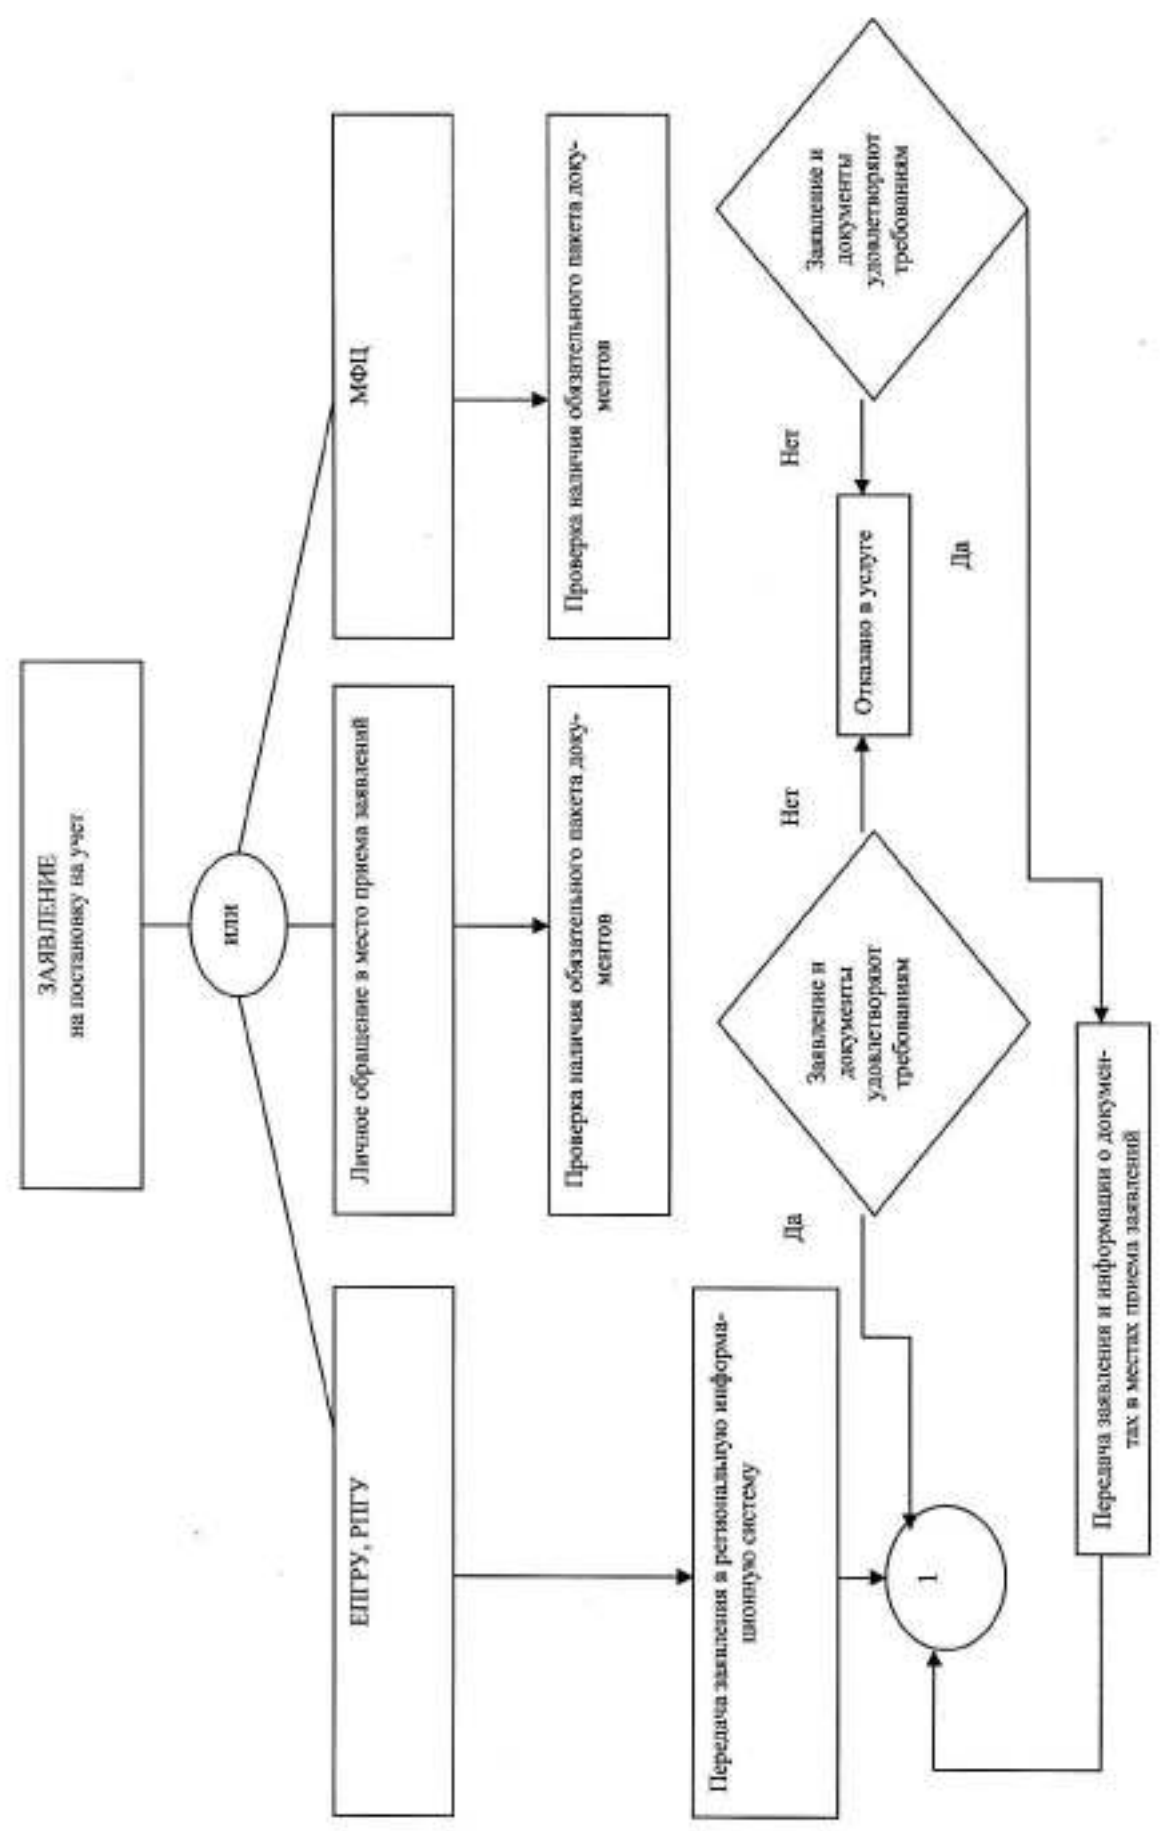 ЗАЯВЛЕНИЕ
на постановку на учет
или
ЕПГРУ, РПГУ
Личное обращение в место приема заявлений
МФЦ
Проверка наличия обязательного пакета доку-
ментов
Проверка наличия обязательного пакета доку-
ментов
Передача заявления в региональную информа-
ционную систему
Да
Заявление и
документы
удовлетворяют
требованиям
Нет
Отказано в услуге
Нет
Заявление и
документы
удовлетворяют
требованиям
Да
1
Передача заявления и информации о докумен-
тах в местах приема заявлений